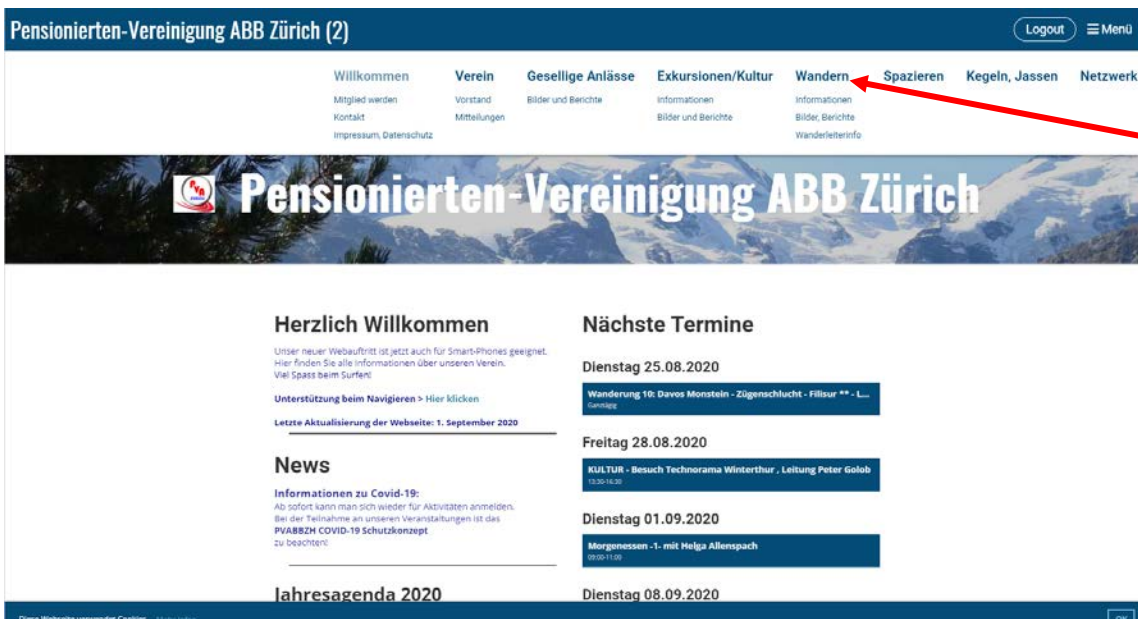 Pensionierten-Vereinigung ABB Zürich (2)
Logout
Menü
Willkommen
Mitglied werden
Kontakt
Impressum, Datenschutz
Verein
Vorstand
Mitteilungen
Gesellige Anlässe
Bilder und Berichte
Exkursionen/Kultur
Informationen
Bilder und Berichte
Wandern
Informationen
Bilder, Berichte
Wanderleiterinfo
Spazieren
Kegeln, Jassen
Netzwerk
Pensionierten-Vereinigung ABB Zürich
Herzlich Willkommen
Unser neuer Webauftritt ist jetzt auch für Smart-Phones geeignet.
Hier finden Sie alle Informationen über unseren Verein.
Viel Spass beim Surfen!
Unterstützung beim Navigieren > Hier klicken
Letzte Aktualisierung der Webseite: 1. September 2020
News
Informationen zu Covid-19:
Ab sofort kann man sich wieder für Aktivitäten anmelden.
Bei der Teilnahme an unseren Veranstaltungen ist das
PVABBZH COVID-19 Schutzkonzept
zu beachten!
Jahresagenda 2020
Nächste Termine
Dienstag 25.08.2020
Wanderung 10: Davos Monstein - Zügenschlucht - Filisur ** - L...
Ganztägig
Freitag 28.08.2020
KULTUR - Besuch Technorama Winterthur , Leitung Peter Golob
13:30-16:30
Dienstag 01.09.2020
Morgenessen -1- mit Helga Allenspach
09:00-11:00
Dienstag 08.09.2020
Diese Webseite verwendet Cookies
OK